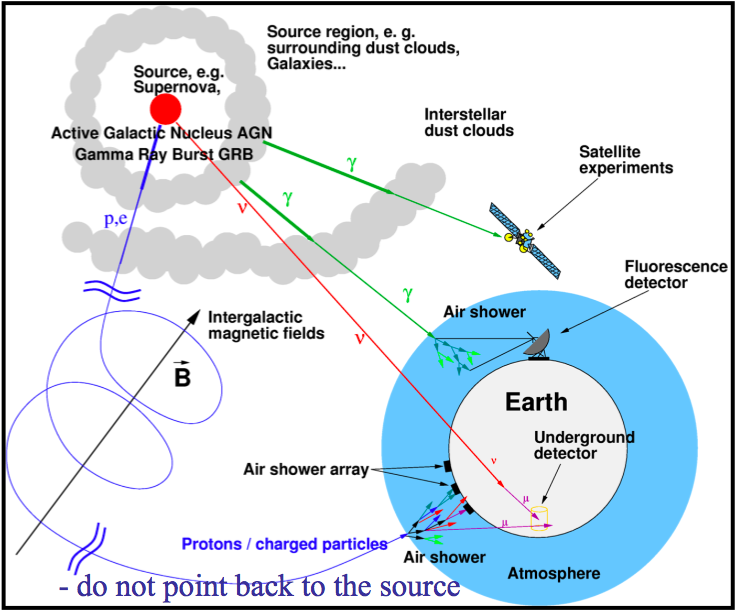 Source region, e. g.
surrounding dust clouds,
Galaxies...
Source, e.g.
Supernova,
Active Galactic Nucleus AGN
Gamma Ray Burst GRB
Interstellar
dust clouds
Satellite
experiments
γ
γ
ν
p,e
Fluorescence
detector
γ
Air shower
Intergalactic
magnetic fields
ν
B
Earth
Underground
detector
Air shower array
ν
μ
μ
Protons / charged particles
Air shower
Atmosphere
- do not point back to the source